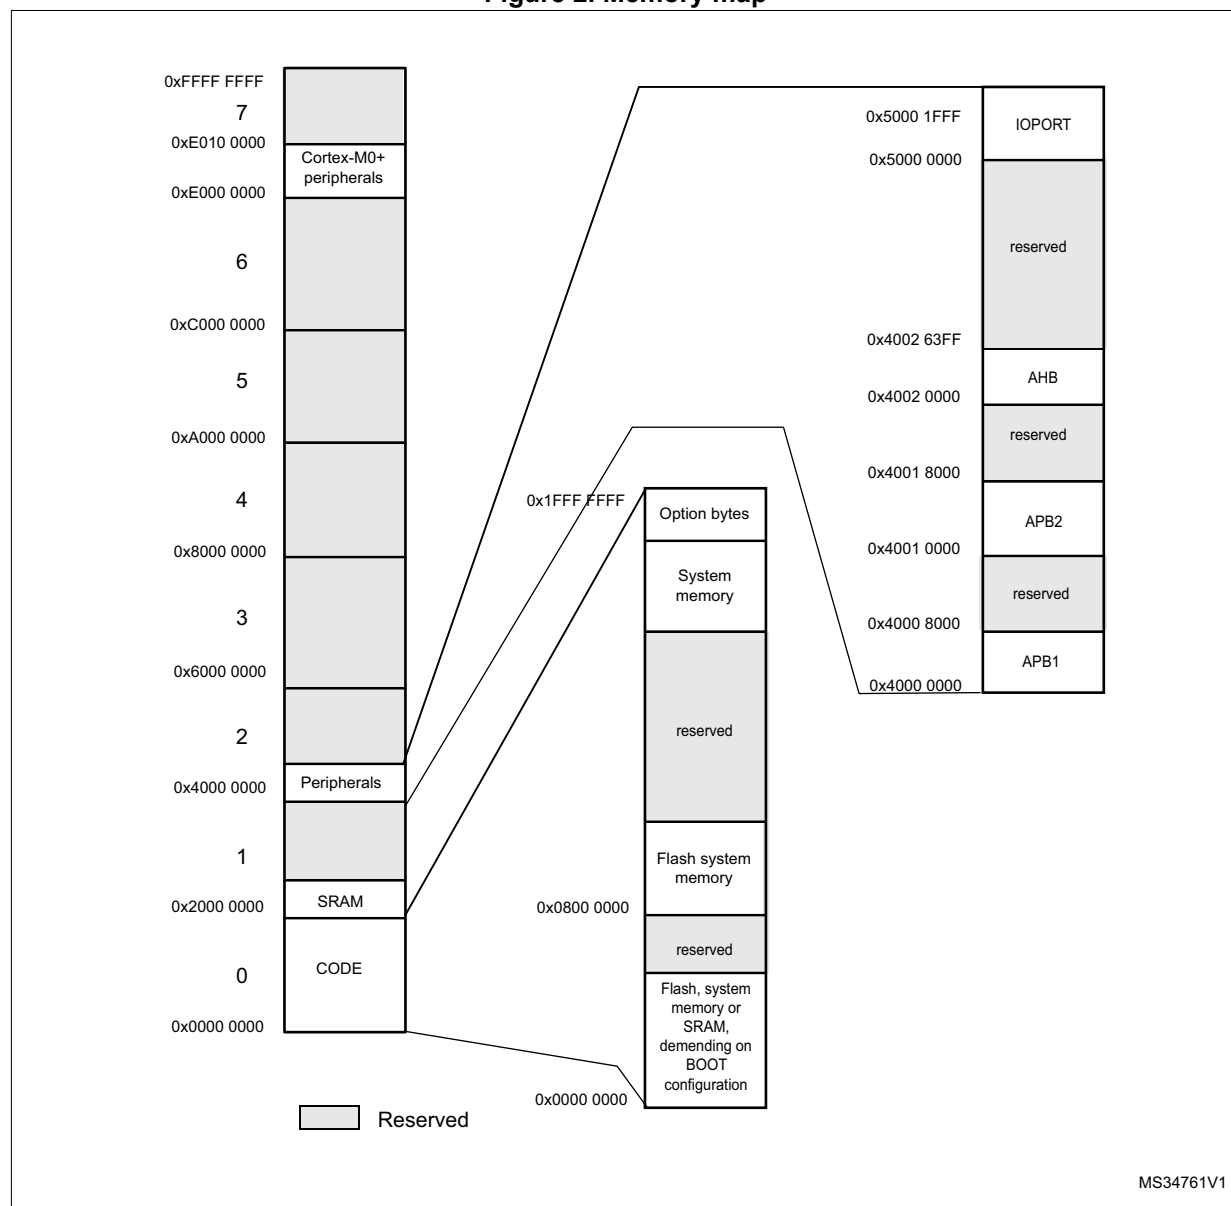 Figure 2. Memory map
0xFFFF FFFF
7
0xE010 0000
Cortex-M0+
peripherals
0xE000 0000
6
0xC000 0000
5
0xA000 0000
4
0x8000 0000
3
0x6000 0000
2
Peripherals
0x4000 0000
1
SRAM
0x2000 0000
CODE
0
0x0000 0000
Reserved
0x1FFF FFFF
Option bytes
System
memory
reserved
Flash system
memory
0x0800 0000
reserved
Flash, system
memory or
SRAM,
demending on
BOOT
configuration
0x0000 0000
0x5000 1FFF
IOPORT
0x5000 0000
reserved
0x4002 63FF
AHB
0x4002 0000
reserved
0x4001 8000
APB2
0x4001 0000
reserved
0x4000 8000
APB1
0x4000 0000
MS34761V1